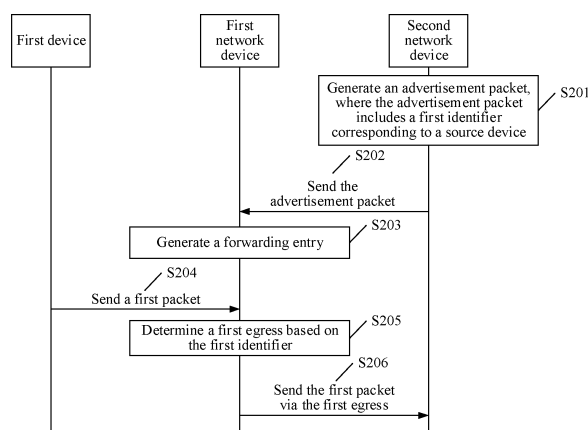 First device
First
network
device
Second
network
device
Generate an advertisement packet,
where the advertisement packet
includes a first identifier
corresponding to a source device
S201
S202
Send the
advertisement packet
S203
Generate a forwarding entry
S204
Send a first packet
S205
Determine a first egress based on
the first identifier
S206
Send the first packet
via the first egress